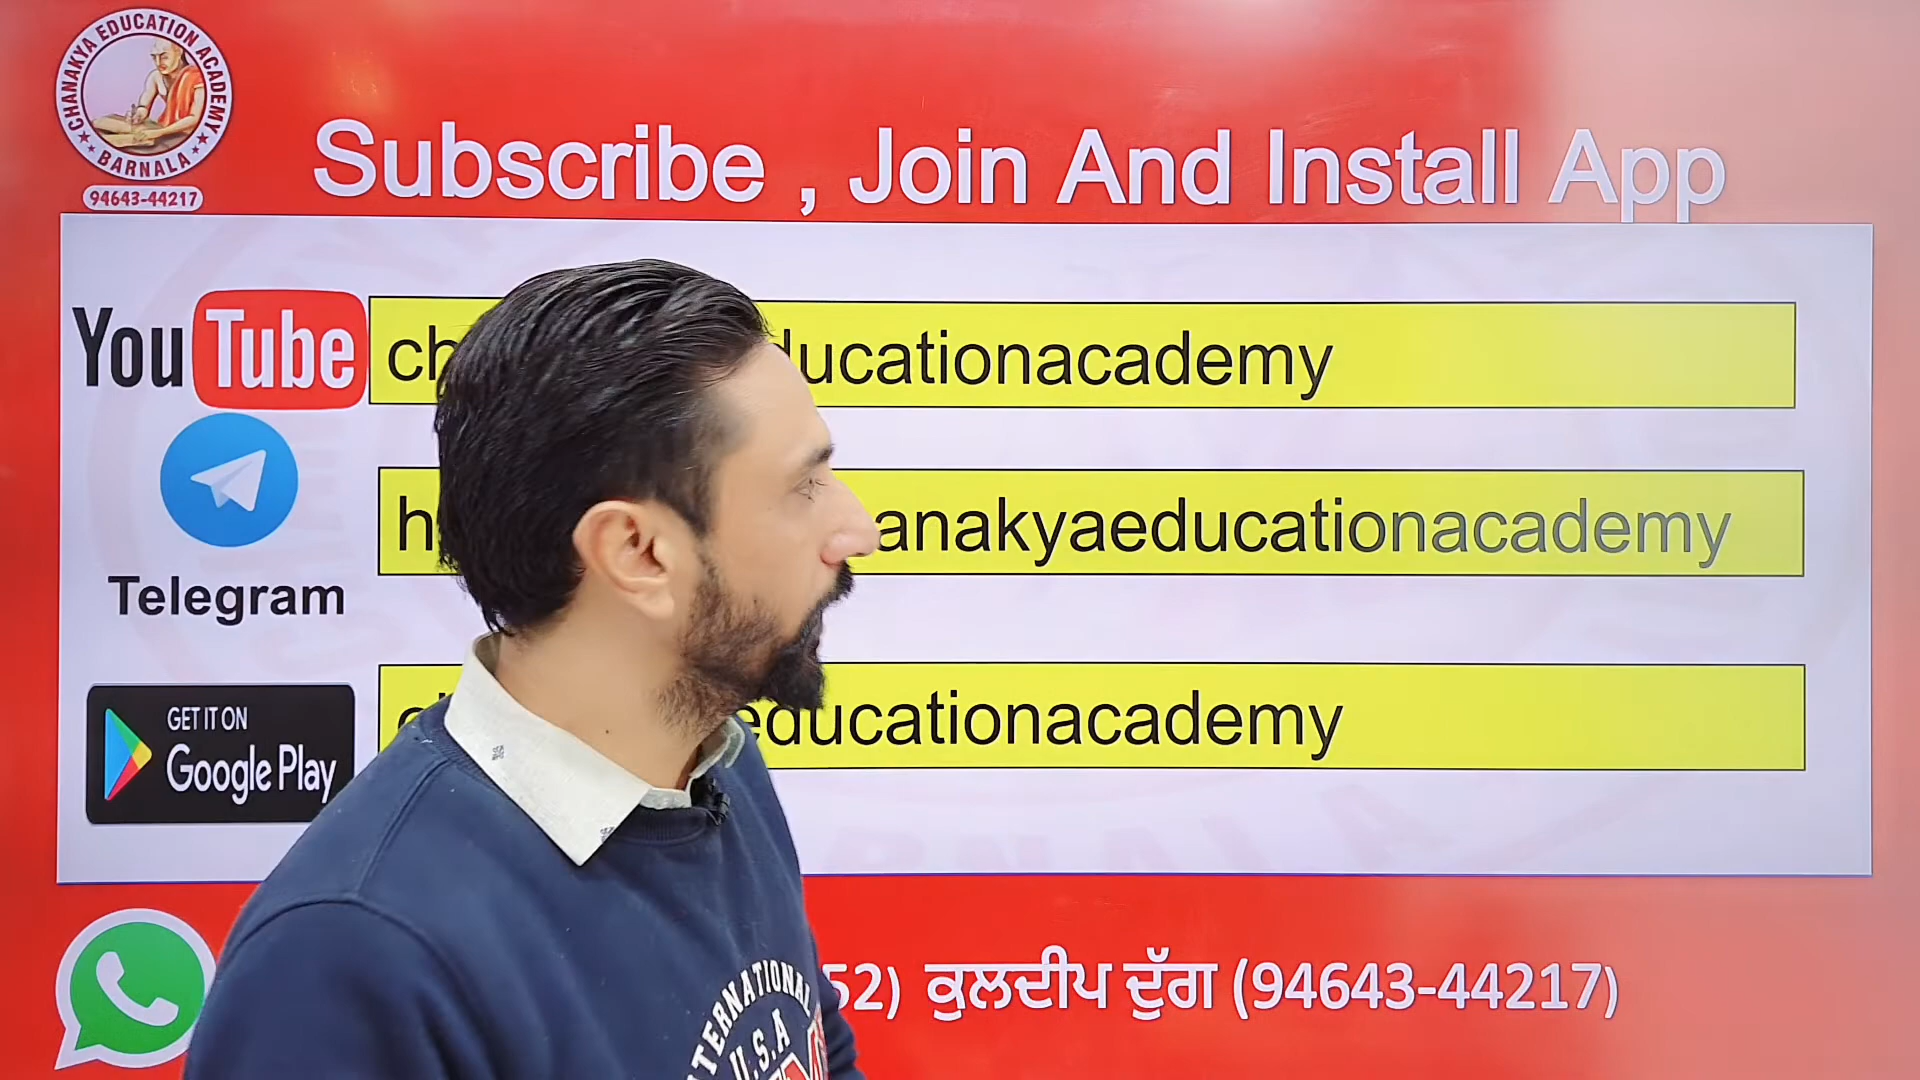 CHANAKYA EDUCATION ACADEMY
BARNALA
94643-44217
Subscribe , Join And Install App
YouTube
ducationacademy
Telegram
anakyaeducationacademy
GET IT ON
Google Play
educationacademy
52) ਕੁਲਦੀਪ ਦੁੱਗ (94643-44217)
INTERNATIONAL
U.S.A